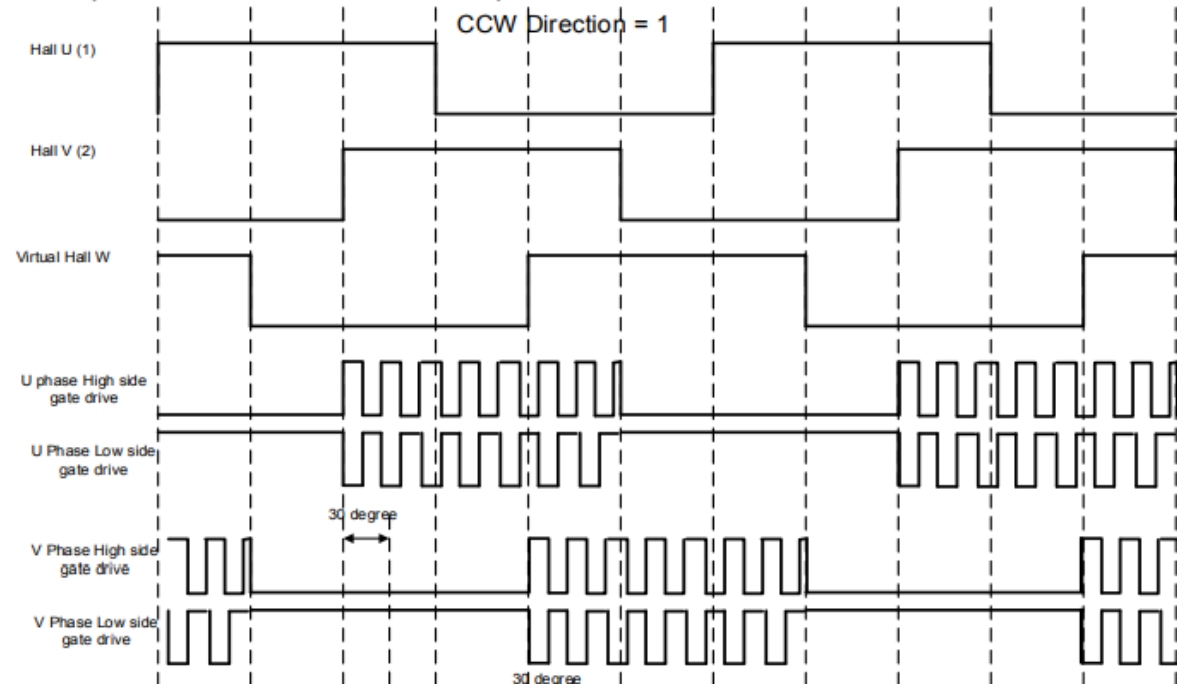 CCW Direction = 1
Hall U (1)
Hall V (2)
Virtual Hall W
U phase High side
gate drive
U Phase Low side
gate drive
30 degree
V Phase High side
gate drive
V Phase Low side
gate drive
30 degree